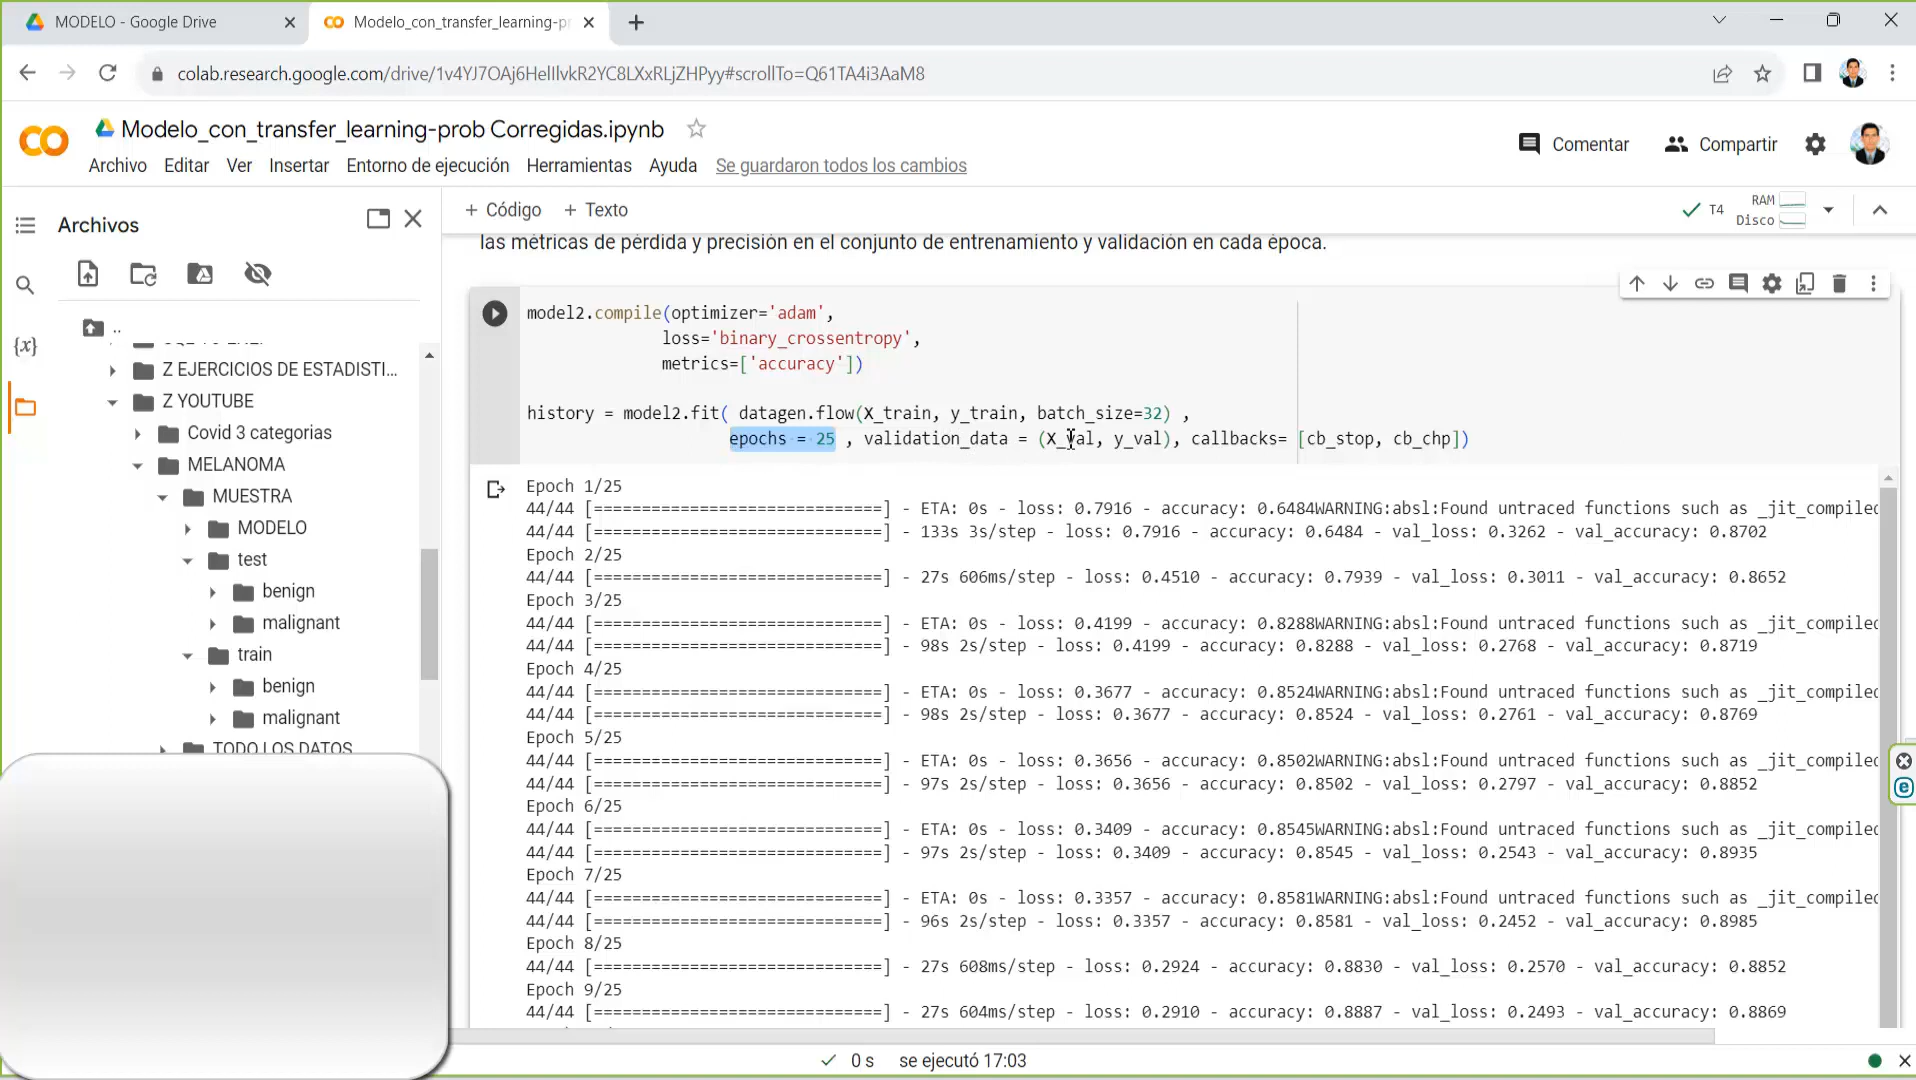 MODELO - Google Drive
Modelo_con_transfer_learning-pr
colab.research.google.com/drive/1v4YJ7OAj6HelIlvkR2YC8LXxRLjZHPyy#scrollTo=Q61TA4i3AaM8
Modelo_con_transfer_learning-prob Corregidas.ipynb
Comentar
Compartir
Archivo Editar Ver Insertar Entorno de ejecución Herramientas Ayuda Se guardaron todos los cambios
Archivos
+ Código + Texto
T4
RAM
Disco
las métricas de pérdida y precisión en el conjunto de entrenamiento y validación en cada época.
{x}
..
Z EJERCICIOS DE ESTADISTI...
Z YOUTUBE
Covid 3 categorias
MELANOMA
MUESTRA
MODELO
test
benign
malignant
train
benign
malignant
TODO LOS DATOS
model2.compile(optimizer='adam',
loss='binary_crossentropy',
metrics=['accuracy'])
history = model2.fit( datagen.flow(X_train, y_train, batch_size=32) ,
epochs = 25 , validation_data = (X_val, y_val), callbacks= [cb_stop, cb_chp])
Epoch 1/25
44/44 [==============================] - ETA: 0s - loss: 0.7916 - accuracy: 0.6484WARNING:absl:Found untraced functions such as _jit_compiled
44/44 [==============================] - 133s 3s/step - loss: 0.7916 - accuracy: 0.6484 - val_loss: 0.3262 - val_accuracy: 0.8702
Epoch 2/25
44/44 [==============================] - 27s 606ms/step - loss: 0.4510 - accuracy: 0.7939 - val_loss: 0.3011 - val_accuracy: 0.8652
Epoch 3/25
44/44 [==============================] - ETA: 0s - loss: 0.4199 - accuracy: 0.8288WARNING:absl:Found untraced functions such as _jit_compiled
44/44 [==============================] - 98s 2s/step - loss: 0.4199 - accuracy: 0.8288 - val_loss: 0.2768 - val_accuracy: 0.8719
Epoch 4/25
44/44 [==============================] - ETA: 0s - loss: 0.3677 - accuracy: 0.8524WARNING:absl:Found untraced functions such as _jit_compiled
44/44 [==============================] - 98s 2s/step - loss: 0.3677 - accuracy: 0.8524 - val_loss: 0.2761 - val_accuracy: 0.8769
Epoch 5/25
44/44 [==============================] - ETA: 0s - loss: 0.3656 - accuracy: 0.8502WARNING:absl:Found untraced functions such as _jit_compiled
44/44 [==============================] - 97s 2s/step - loss: 0.3656 - accuracy: 0.8502 - val_loss: 0.2797 - val_accuracy: 0.8852
Epoch 6/25
44/44 [==============================] - ETA: 0s - loss: 0.3409 - accuracy: 0.8545WARNING:absl:Found untraced functions such as _jit_compiled
44/44 [==============================] - 97s 2s/step - loss: 0.3409 - accuracy: 0.8545 - val_loss: 0.2543 - val_accuracy: 0.8935
Epoch 7/25
44/44 [==============================] - ETA: 0s - loss: 0.3357 - accuracy: 0.8581WARNING:absl:Found untraced functions such as _jit_compiled
44/44 [==============================] - 96s 2s/step - loss: 0.3357 - accuracy: 0.8581 - val_loss: 0.2452 - val_accuracy: 0.8985
Epoch 8/25
44/44 [==============================] - 27s 608ms/step - loss: 0.2924 - accuracy: 0.8830 - val_loss: 0.2570 - val_accuracy: 0.8852
Epoch 9/25
44/44 [==============================] - 27s 604ms/step - loss: 0.2910 - accuracy: 0.8887 - val_loss: 0.2493 - val_accuracy: 0.8869
0 s se ejecutó 17:03